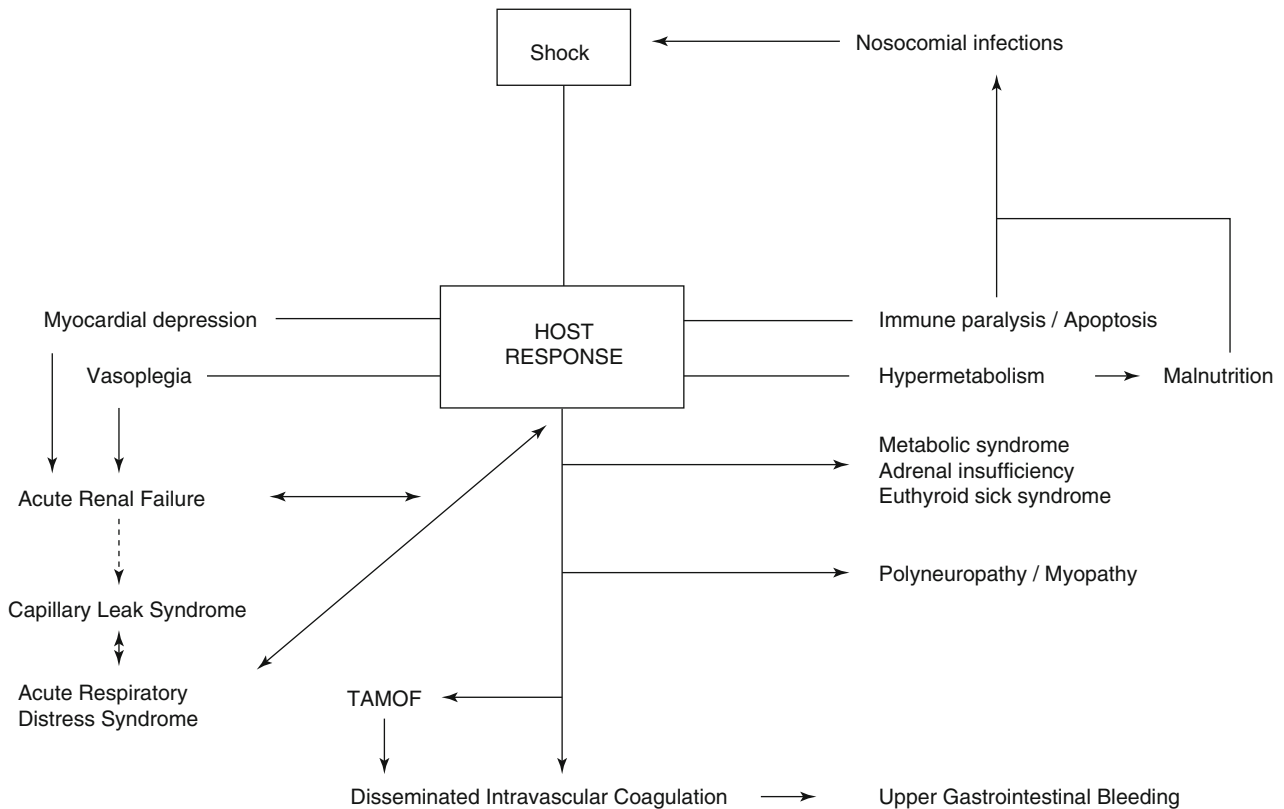 Shock
Nosocomial infections
Myocardial depression
HOST
RESPONSE
Immune paralysis / Apoptosis
Vasoplegia
Hypermetabolism
Malnutrition
Metabolic syndrome
Adrenal insufficiency
Euthyroid sick syndrome
Acute Renal Failure
Polyneuropathy / Myopathy
Capillary Leak Syndrome
Acute Respiratory
Distress Syndrome
TAMOF
Disseminated Intravascular Coagulation
Upper Gastrointestinal Bleeding